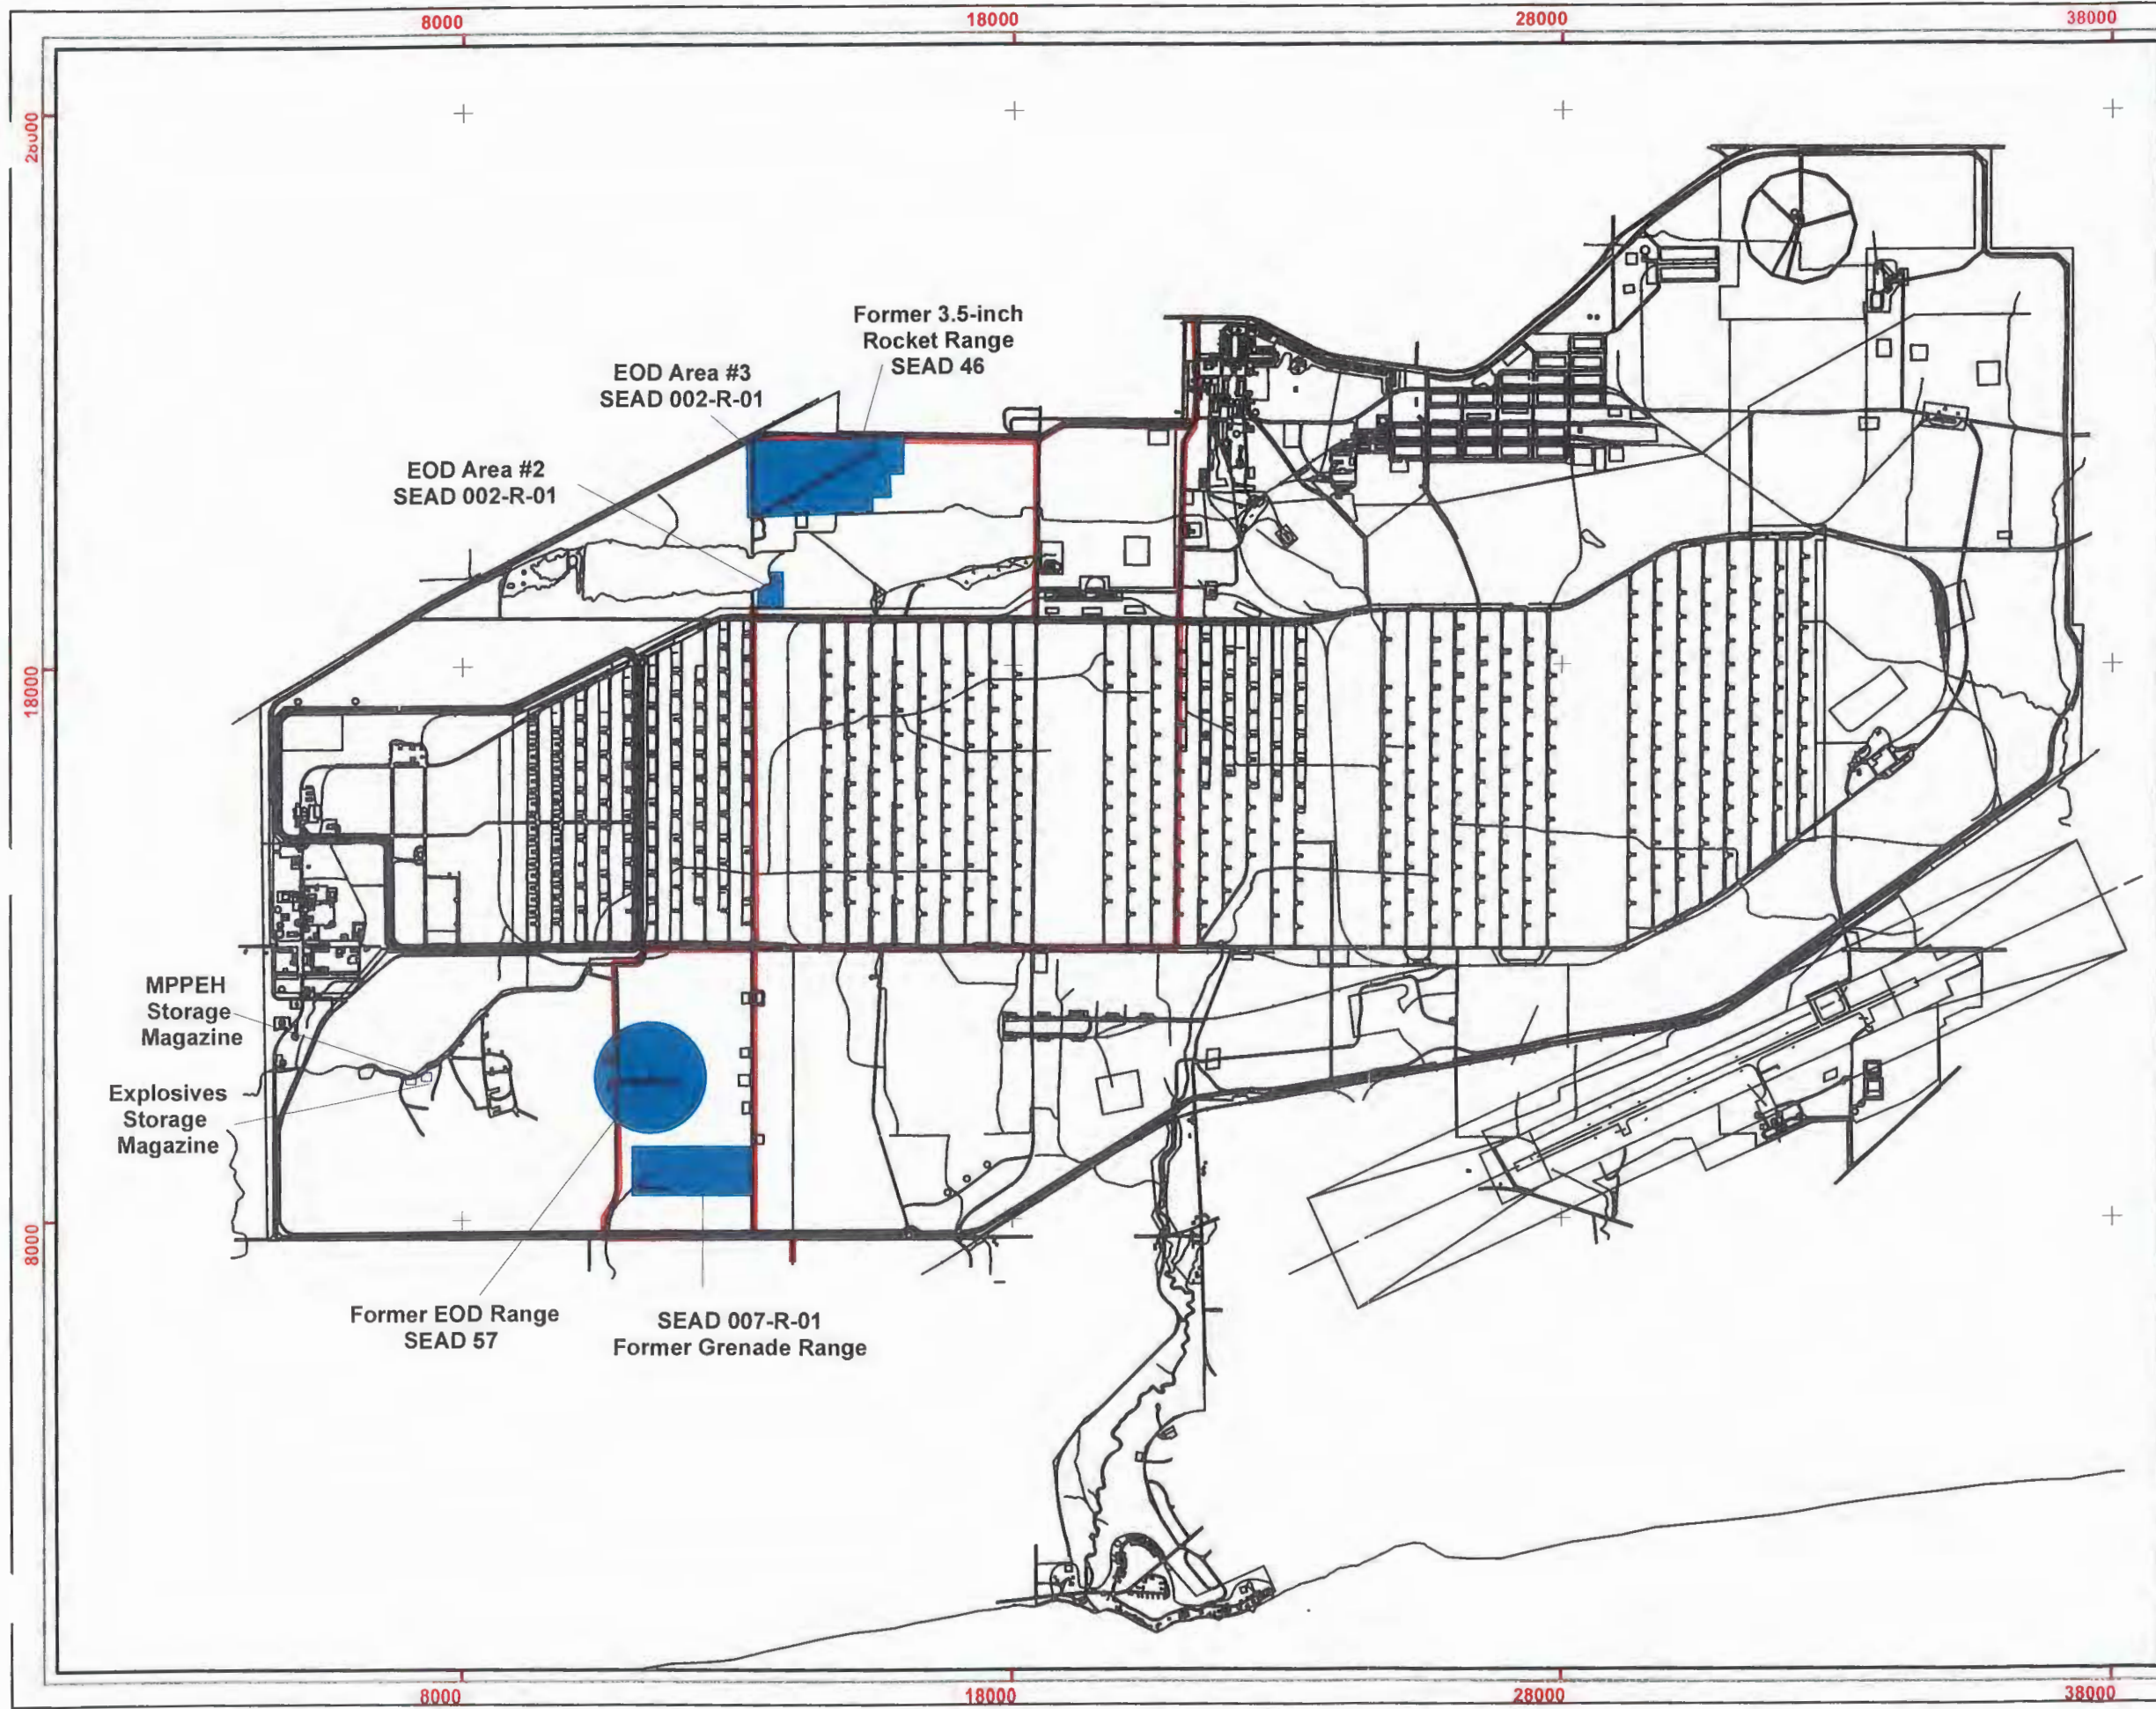 8000
18000
28000
38000
28000
Former 3.5-inch
Rocket Range
SEAD 46
EOD Area #3
SEAD 002-R-01
EOD Area #2
SEAD 002-R-01
18000
MPPEH
Storage
Magazine
Explosives
Storage
Magazine
8000
Former EOD Range
SEAD 57
SEAD 007-R-01
Former Grenade Range
8000
18000
28000
38000